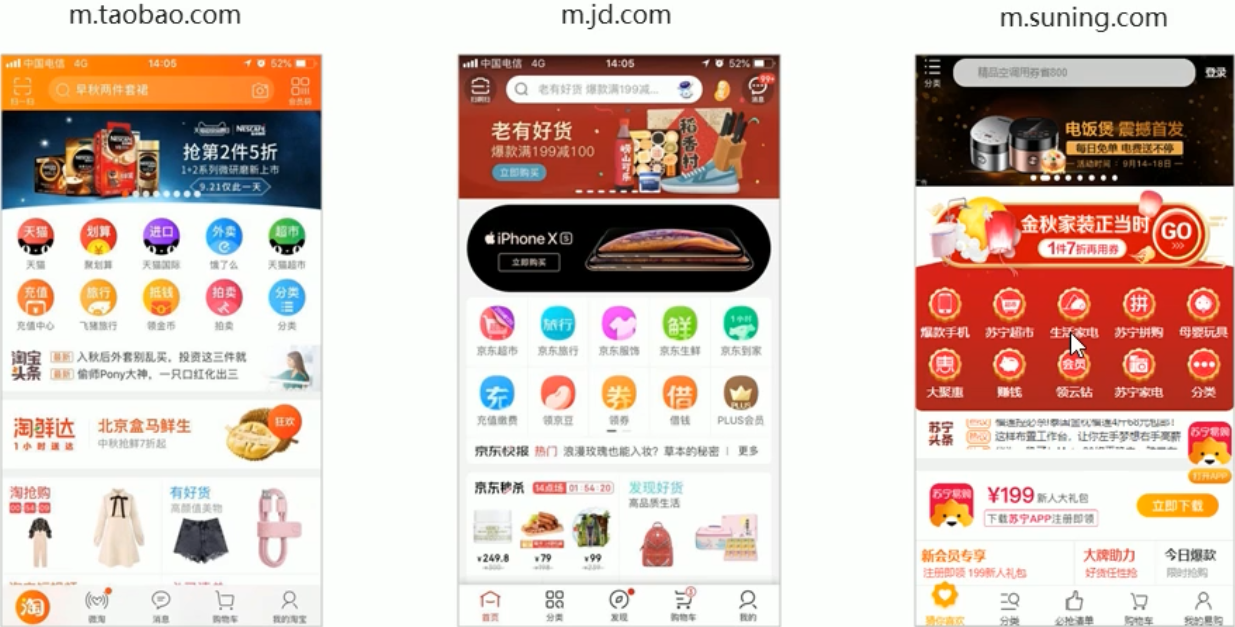 m.taobao.com
中国电信 4G 14:05 52%
扫一扫
早秋两件套裙
会员码
NESCAFÉ
抢第2件5折
1+2系列微研磨新上市
9.21仅此一天
天猫 划算 进口 外卖 超市
天猫 聚划算 天猫国际 饿了么 天猫超市
充值 旅行 抵钱 拍卖 分类
充值中心 飞猪旅行 领金币 拍卖 分类
淘宝头条
最新 入秋后外套别乱买，投资这三件就
最新 偷师Pony大神，一只口红化出三
淘鲜达
1小时送达
北京盒马鲜生
中秋抢鲜7折起
狂欢
淘抢购
有好货
高颜值美物
淘
微淘 消息 购物车 我的淘宝
m.jd.com
中国电信 4G 14:05 52%
扫啊扫
老有好货 爆款满199减...
99+
消息
老有好货
爆款满199减100
立即购买
崂山可乐
稻香村
iPhone XS
立即购买
旅行 鲜 1小时
京东超市 京东旅行 京东服饰 京东生鲜 京东到家
充 券 借 PLUS
充值缴费 领京豆 领券 借钱 PLUS会员
京东快报 热门 浪漫玫瑰也能入妆？草本的秘密 更多
京东秒杀 14点场 01:54:20
发现好货
高品质生活
¥249.8 ¥79 ¥99
首页 分类 发现 购物车 我的
3
m.suning.com
分类
精品空调用券省800
登录
电饭煲 震撼首发
每日免单 电费送不停
活动时间：9月14-18日
金秋家装正当时
1件7折再用券
GO
拼
爆款手机 苏宁超市 生活家电 苏宁拼购 母婴玩具
惠 会员
大聚惠 赚钱 领云钻 苏宁家电 分类
苏宁头条
热议 这样布置工作台，让你左手梦想右手高薪
苏宁易购
打开APP
苏宁易购
¥199 新人大礼包
下载苏宁APP注册即领
立即下载
新会员专享
注册即领 199新人礼包
大牌助力
好货任性抢
今日爆款
限时抢购
猜你喜欢 分类 必抢清单 购物车 我的易购